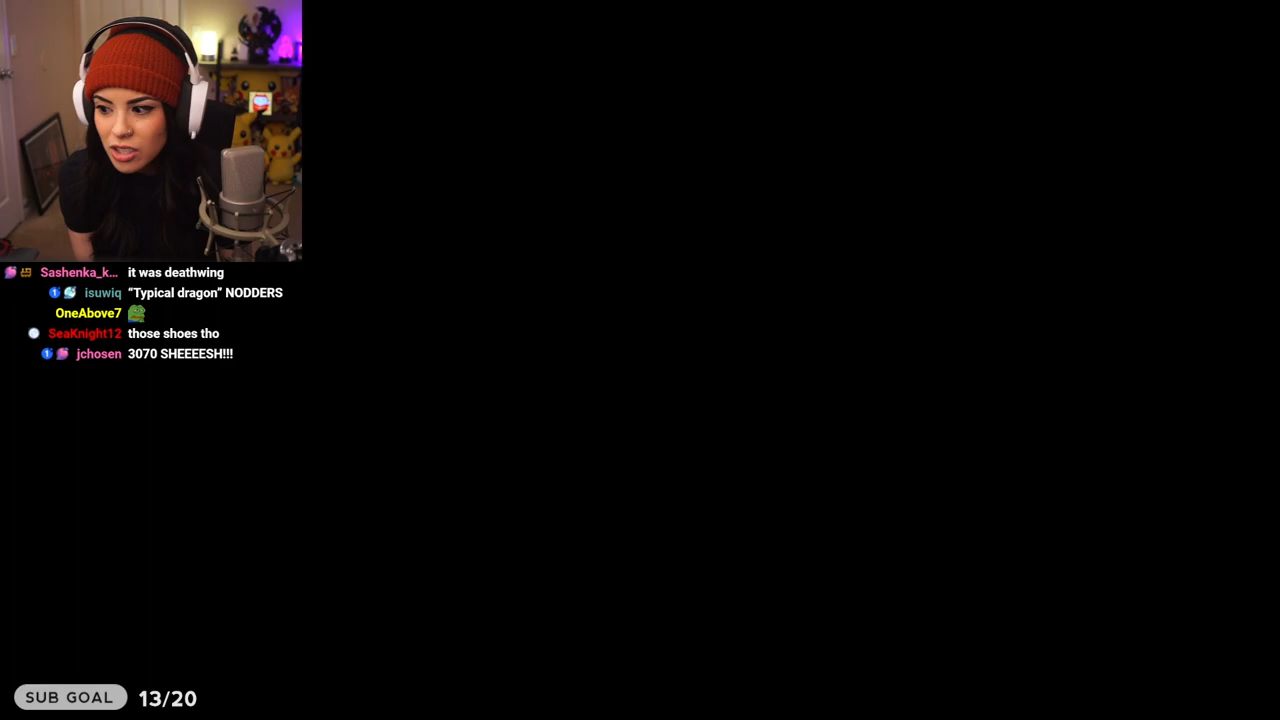 Sashenka_k... it was deathwing
isuwiq “Typical dragon” NODDERS
OneAbove7
SeaKnight12 those shoes tho
jchosen 3070 SHEEEESH!!!
SUB GOAL 13/20